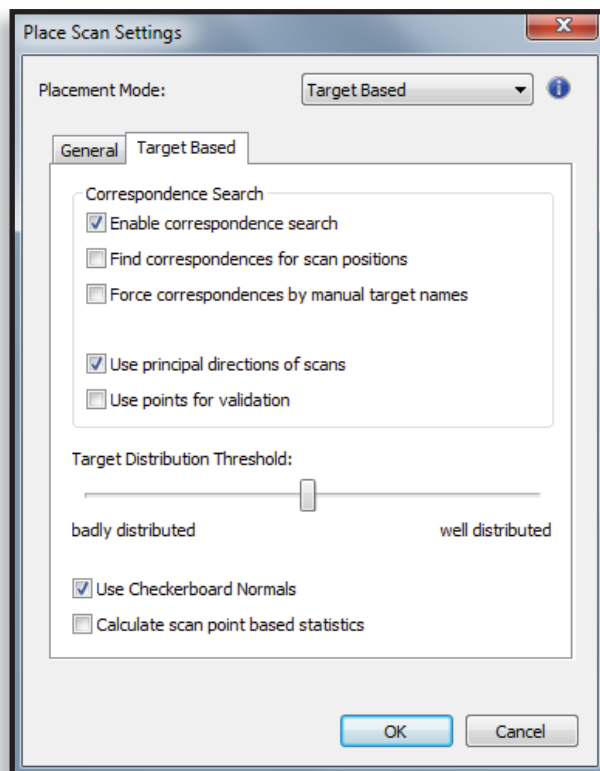 Place Scan Settings
Placement Mode: Target Based
General Target Based
Correspondence Search
Enable correspondence search
Find correspondences for scan positions
Force correspondences by manual target names
Use principal directions of scans
Use points for validation
Target Distribution Threshold:
badly distributed well distributed
Use Checkerboard Normals
Calculate scan point based statistics
OK Cancel